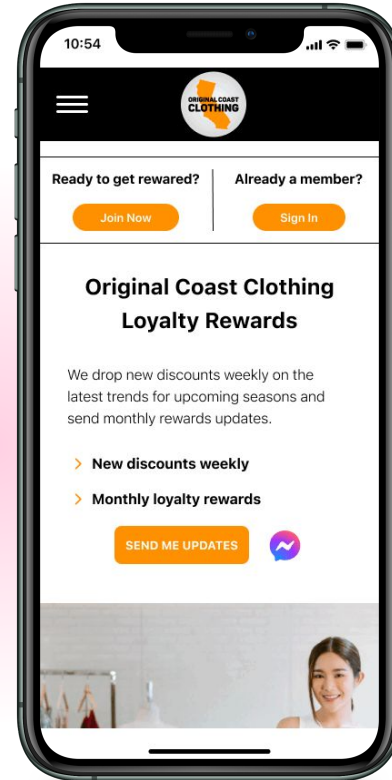 10:54
ORIGINAL COAST
CLOTHING
Ready to get rewared?
Already a member?
Join Now
Sign In
Original Coast Clothing
Loyalty Rewards
We drop new discounts weekly on the
latest trends for upcoming seasons and
send monthly rewards updates.
New discounts weekly
Monthly loyalty rewards
SEND ME UPDATES